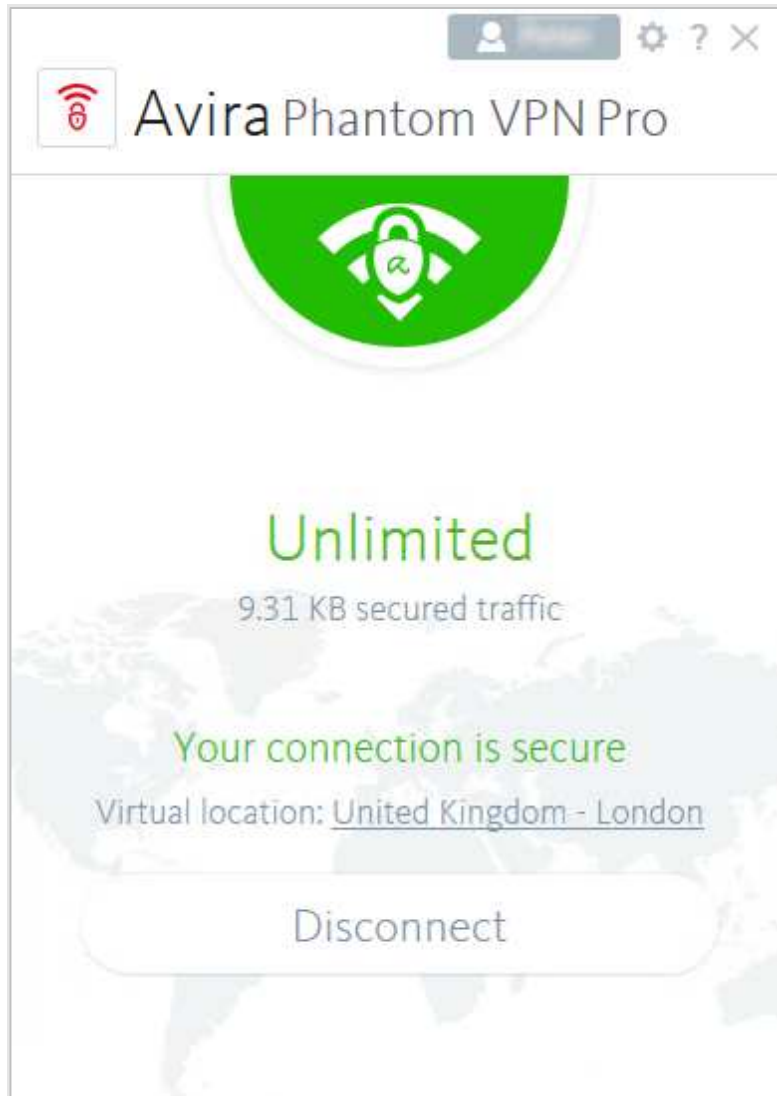 ?
Avira Phantom VPN Pro
Unlimited
9.31 KB secured traffic
Your connection is secure
Virtual location: United Kingdom - London
Disconnect